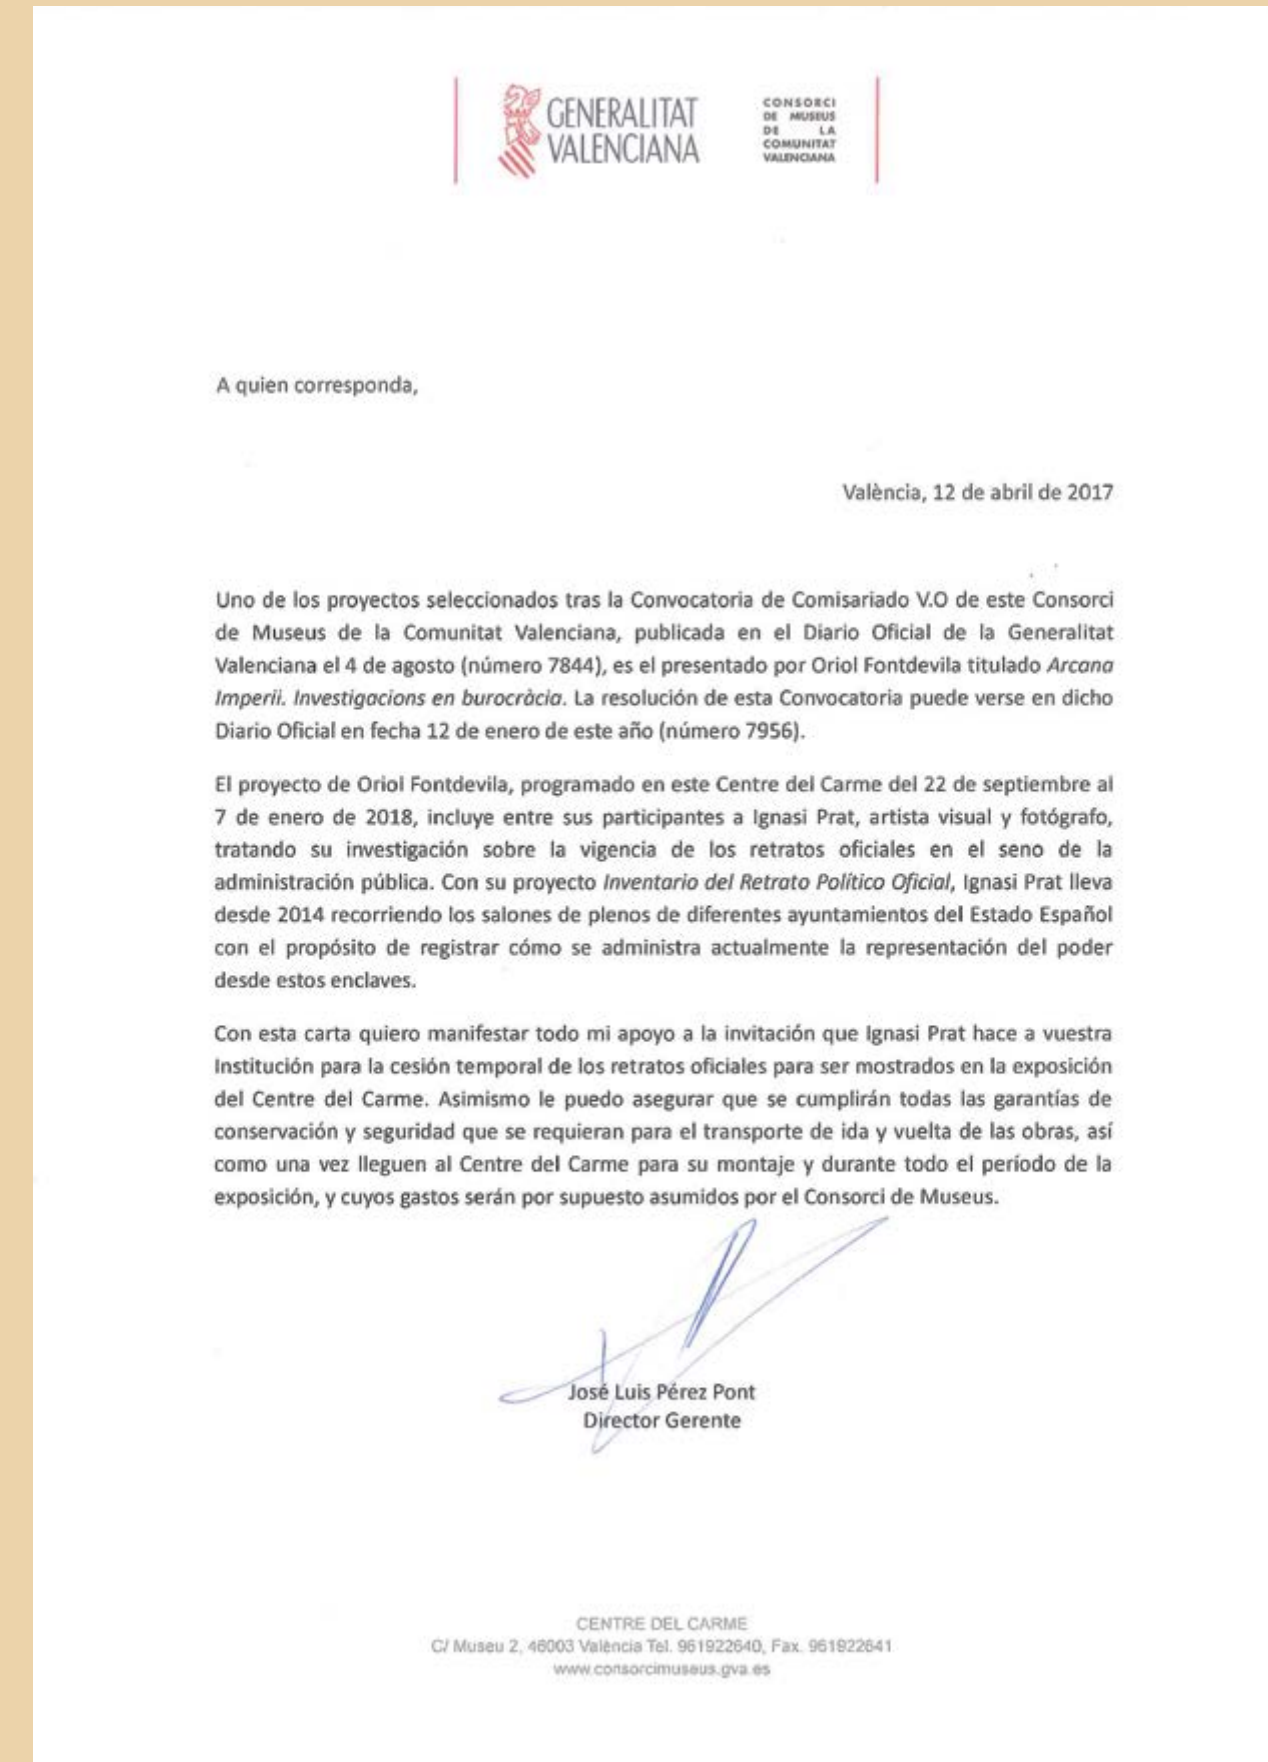 GENERALITAT
VALENCIANA
CONSORCI
DE MUSEUS
DE LA
COMUNITAT
VALENCIANA
A quien corresponda,
València, 12 de abril de 2017
Uno de los proyectos seleccionados tras la Convocatoria de Comisariado V.O de este Consorci
de Museus de la Comunitat Valenciana, publicada en el Diario Oficial de la Generalitat
Valenciana el 4 de agosto (número 7844), es el presentado por Oriol Fontdevila titulado Arcana
Imperii. Investigacions en burocràcia. La resolución de esta Convocatoria puede verse en dicho
Diario Oficial en fecha 12 de enero de este año (número 7956).
El proyecto de Oriol Fontdevila, programado en este Centre del Carme del 22 de septiembre al
7 de enero de 2018, incluye entre sus participantes a Ignasi Prat, artista visual y fotógrafo,
tratando su investigación sobre la vigencia de los retratos oficiales en el seno de la
administración pública. Con su proyecto Inventario del Retrato Político Oficial, Ignasi Prat lleva
desde 2014 recorriendo los salones de plenos de diferentes ayuntamientos del Estado Español
con el propósito de registrar cómo se administra actualmente la representación del poder
desde estos enclaves.
Con esta carta quiero manifestar todo mi apoyo a la invitación que Ignasi Prat hace a vuestra
Institución para la cesión temporal de los retratos oficiales para ser mostrados en la exposición
del Centre del Carme. Asimismo le puedo asegurar que se cumplirán todas las garantías de
conservación y seguridad que se requieran para el transporte de ida y vuelta de las obras, así
como una vez lleguen al Centre del Carme para su montaje y durante todo el período de la
exposición, y cuyos gastos serán por supuesto asumidos por el Consorci de Museus.
José Luis Pérez Pont
Director Gerente
CENTRE DEL CARME
C/ Museu 2, 46003 València Tel. 961922640, Fax. 961922641
www.consorcimuseus.gva.es